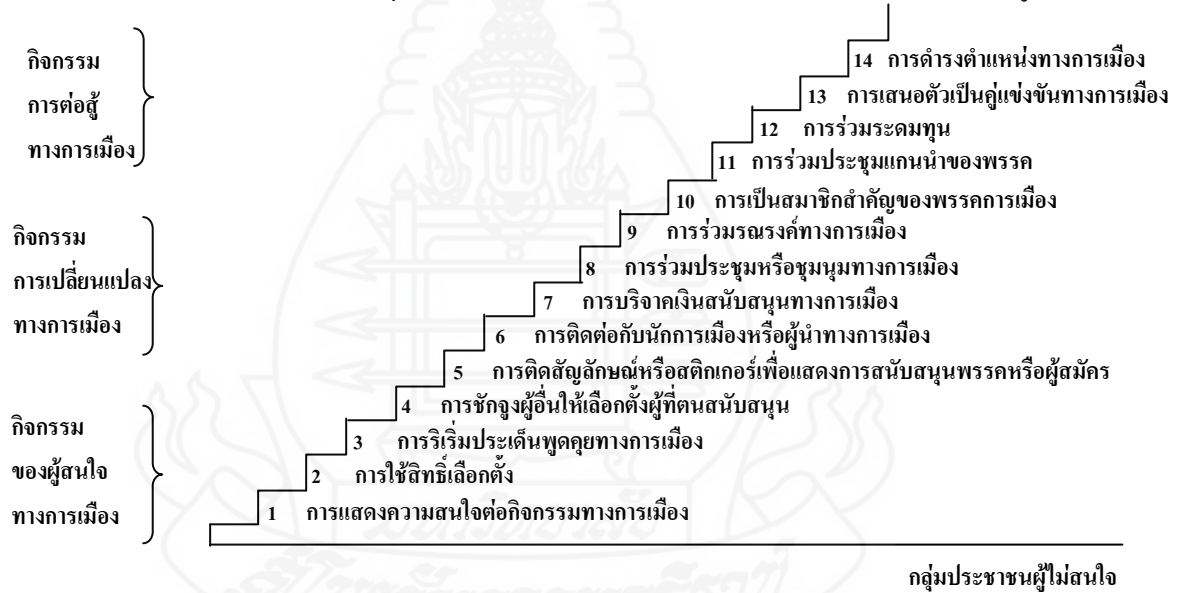 กิจกรรม
การต่อสู้
ทางการเมือง
14 การดำรงตำแหน่งทางการเมือง
13 การเสนอตัวเป็นคู่แข่งขันทางการเมือง
12 การร่วมระดมทุน
11 การร่วมประชุมแกนนำของพรรค
10 การเป็นสมาชิกสำคัญของพรรคการเมือง
กิจกรรม
การเปลี่ยนแปลง
ทางการเมือง
9 การร่วมรณรงค์ทางการเมือง
8 การร่วมประชุมหรือชุมนุมทางการเมือง
7 การบริจาคเงินสนับสนุนทางการเมือง
6 การติดต่อกับนักการเมืองหรือผู้นำทางการเมือง
5 การติดสัญลักษณ์หรือสติกเกอร์เพื่อแสดงการสนับสนุนพรรคหรือผู้สมัคร
กิจกรรม
ของผู้สนใจ
ทางการเมือง
4 การชักจูงผู้อื่นให้เลือกตั้งผู้ที่ตนสนับสนุน
3 การริเริ่มประเด็นพูดคุยทางการเมือง
2 การใช้สิทธิ์เลือกตั้ง
1 การแสดงความสนใจต่อกิจกรรมทางการเมือง
กลุ่มประชาชนผู้ไม่สนใจ